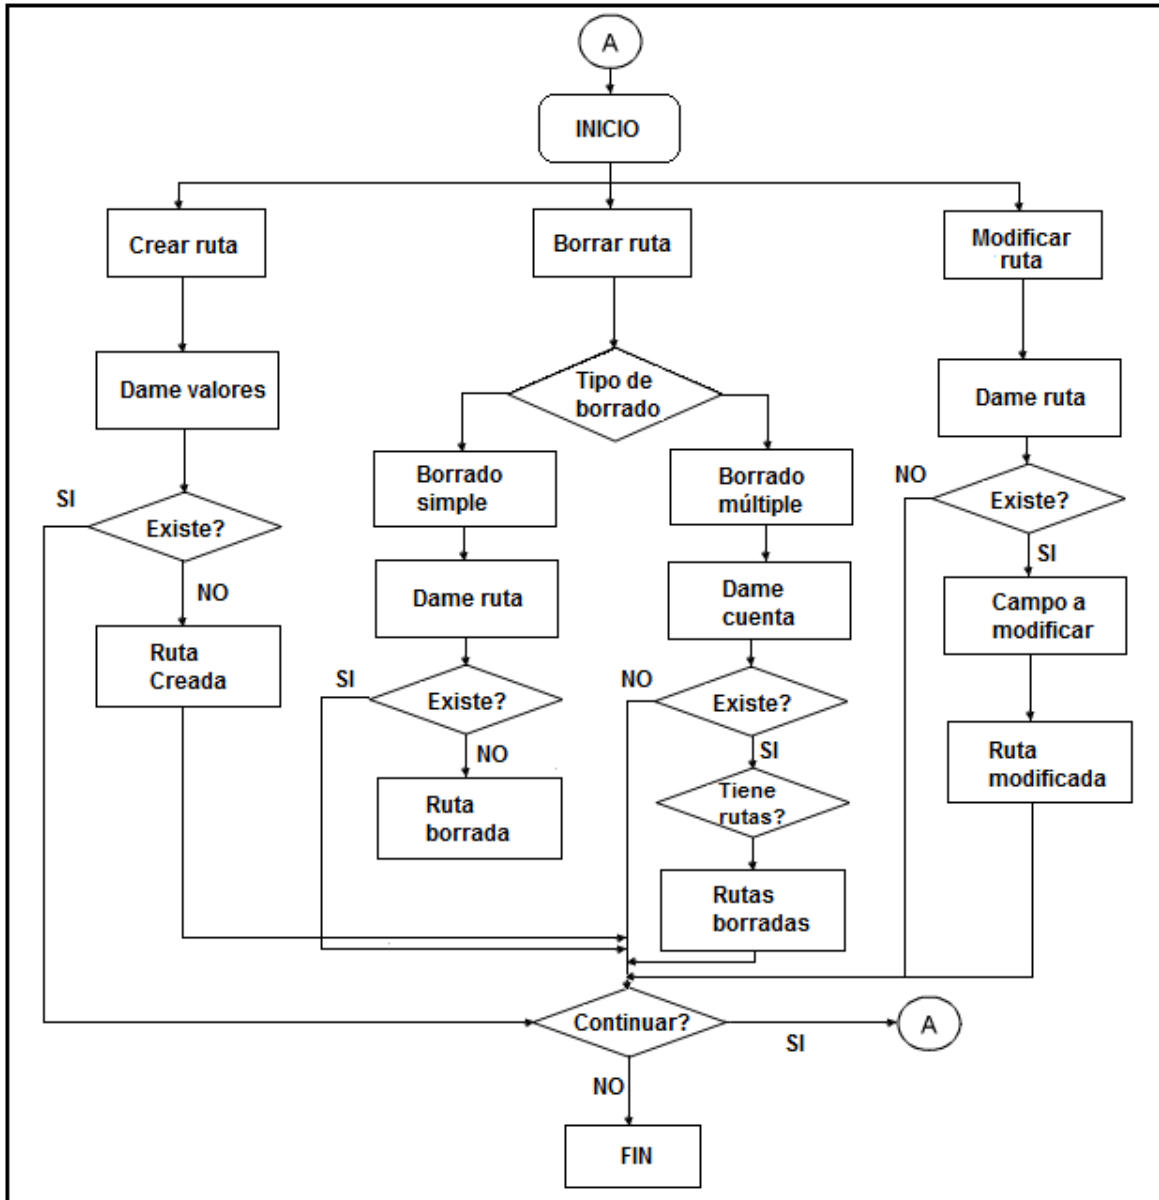 A
INICIO
Crear ruta
Borrar ruta
Modificar
ruta
Dame valores
Tipo de
borrado
Dame ruta
Borrado
simple
Borrado
múltiple
SI
Existe?
NO
NO
Existe?
SI
Dame ruta
Dame
cuenta
Campo a
modificar
Ruta
Creada
SI
Existe?
NO
NO
Existe?
SI
Ruta
modificada
Ruta
borrada
Tiene
rutas?
Rutas
borradas
Continuar?
SI
A
NO
FIN